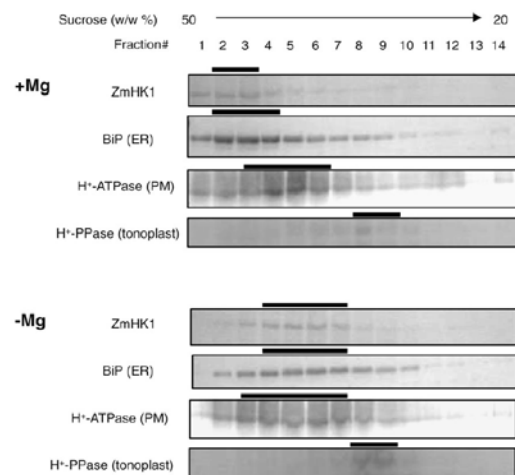 Sucrose (w/w %) 50 20
Fraction# 1 2 3 4 5 6 7 8 9 10 11 12 13 14
+Mg
ZmHK1
BiP (ER)
H⁺-ATPase (PM)
H⁺-PPase (tonoplast)
-Mg
ZmHK1
BiP (ER)
H⁺-ATPase (PM)
H⁺-PPase (tonoplast)